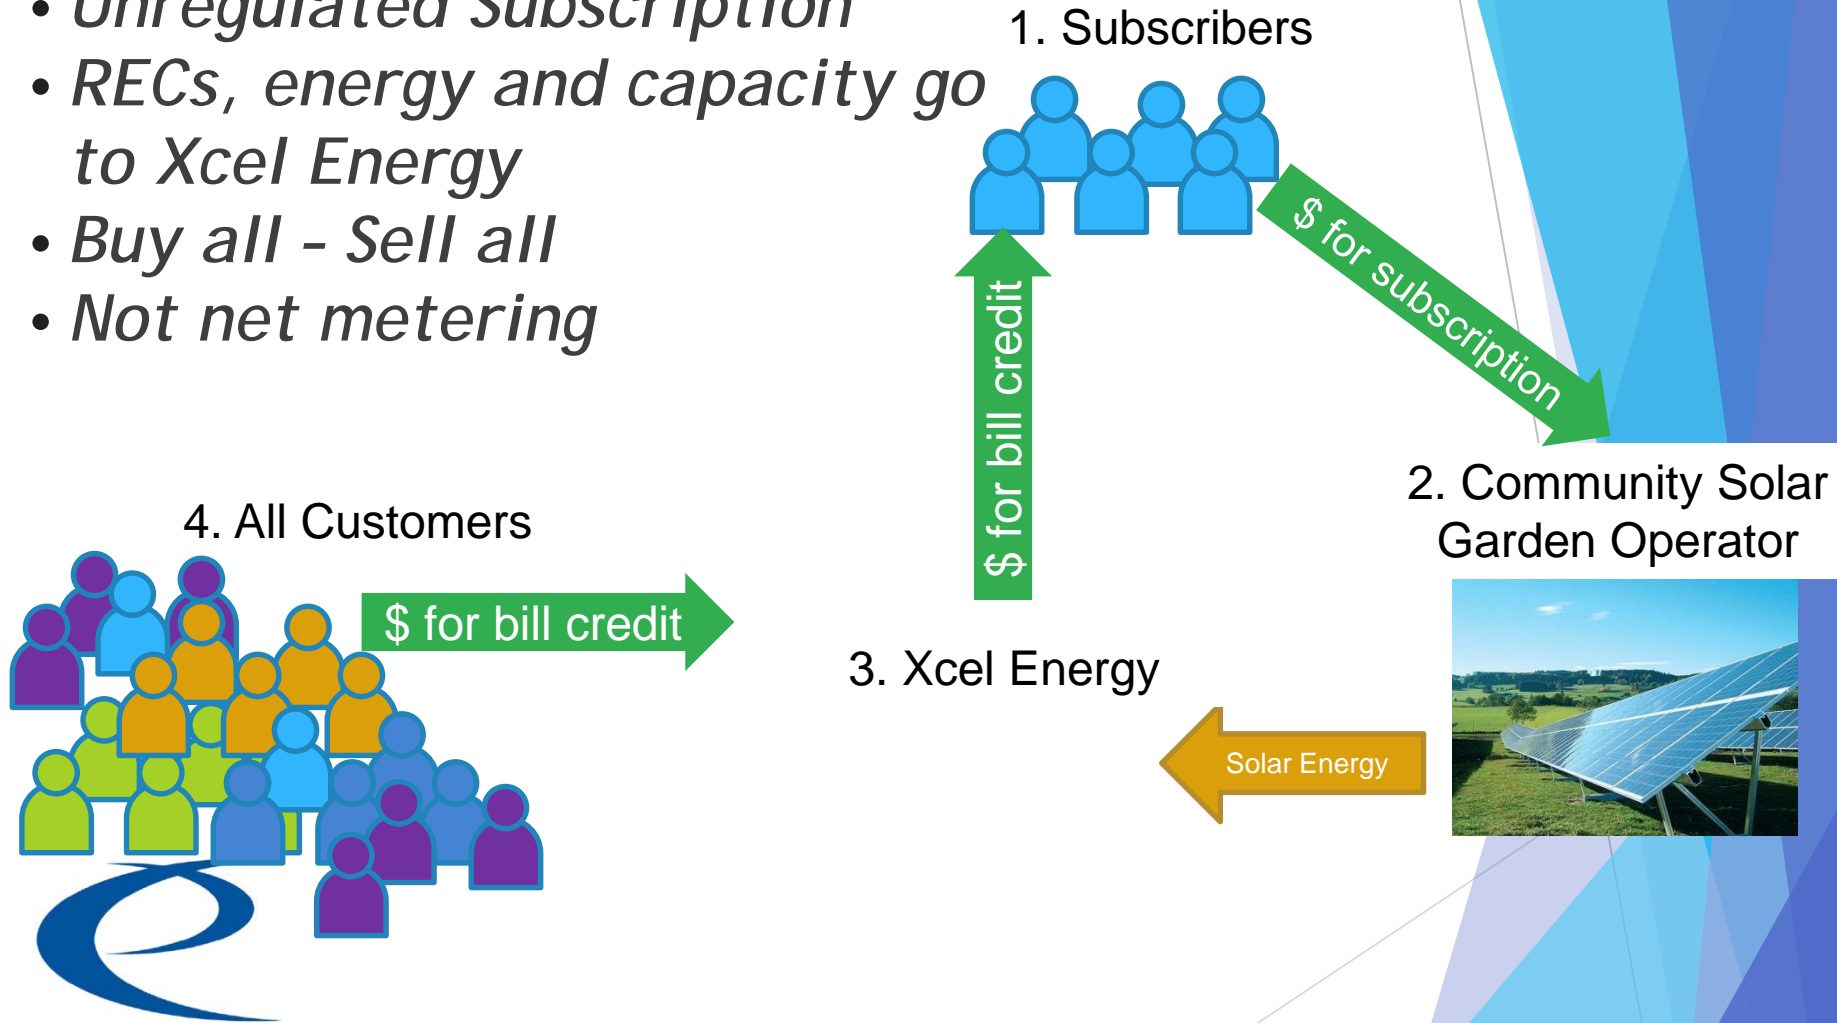 • Unregulated Subscription
• RECs, energy and capacity go
to Xcel Energy
• Buy all – Sell all
• Not net metering
1. Subscribers
$ for subscription
$ for bill credit
2. Community Solar
Garden Operator
4. All Customers
$ for bill credit
3. Xcel Energy
Solar Energy